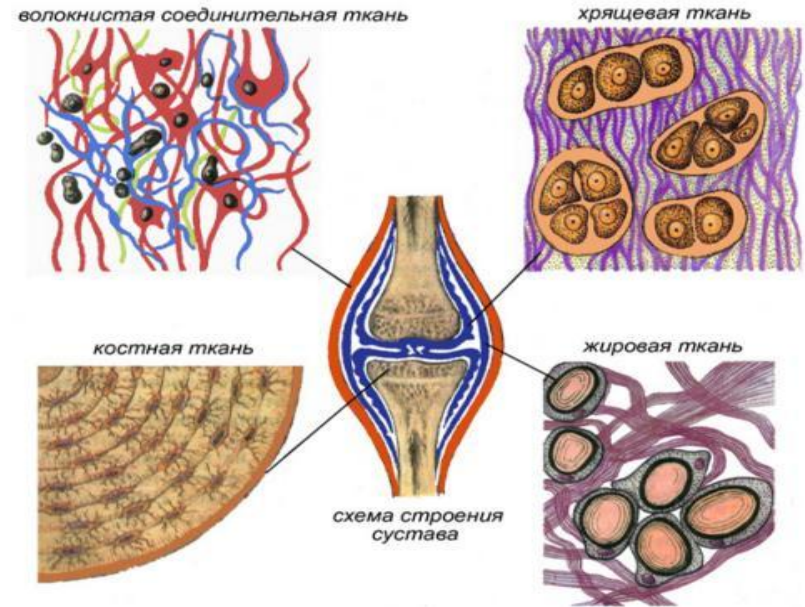 волокнистая соединительная ткань
хрящевая ткань
костная ткань
жировая ткань
схема строения
сустава